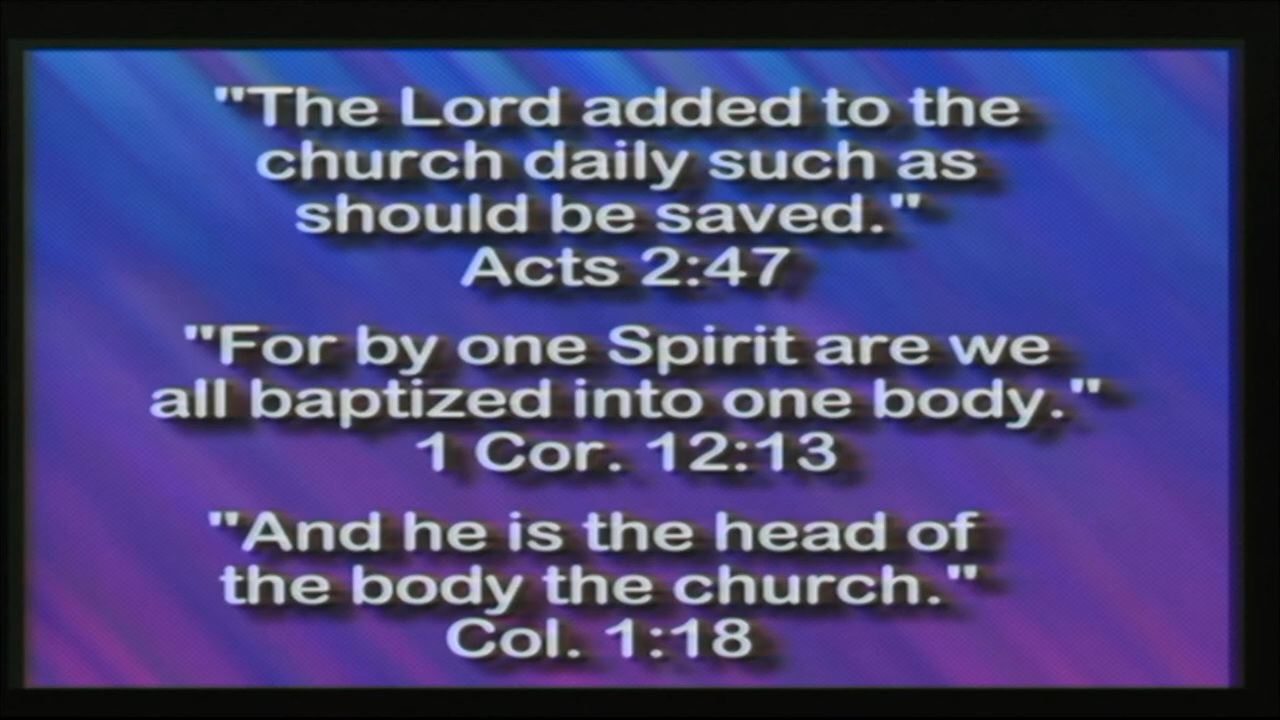 "The Lord added to the
church daily such as
should be saved."
Acts 2:47
"For by one Spirit are we
all baptized into one body."
1 Cor. 12:13
"And he is the head of
the body the church."
Col. 1:18